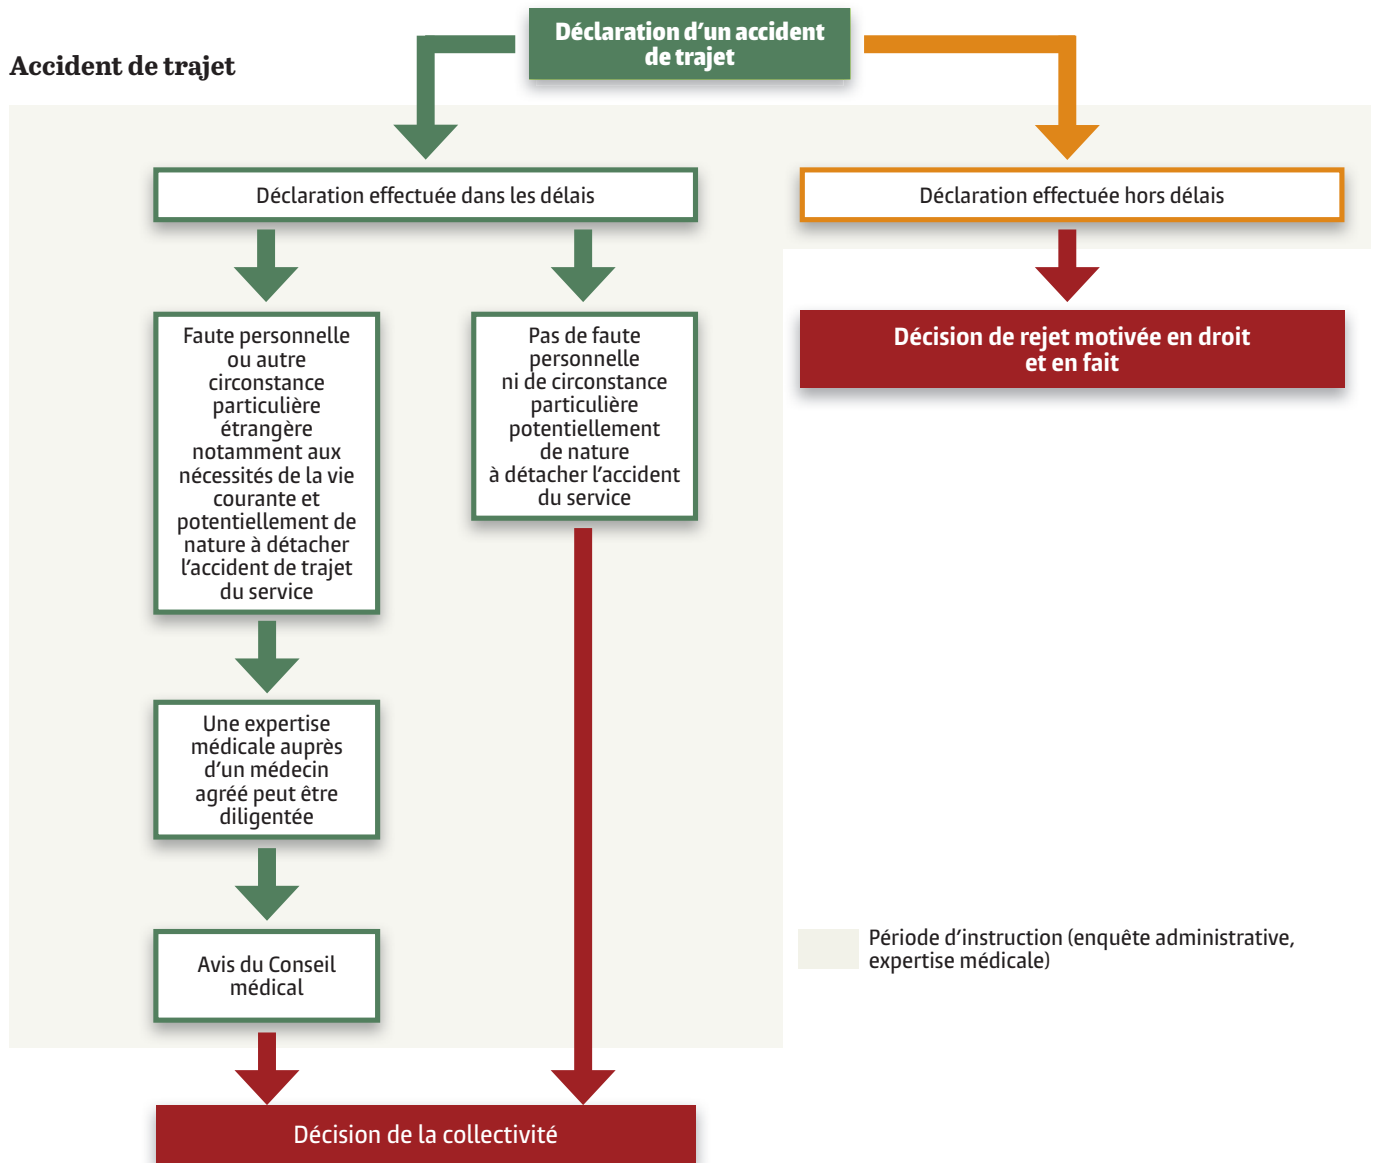 Déclaration d’un accident
de trajet
Accident de trajet
Déclaration effectuée dans les délais
Déclaration effectuée hors délais
Faute personnelle
ou autre
circonstance
particulière
étrangère
notamment aux
nécessités de la vie
courante et
potentiellement de
nature à détacher
l’accident de trajet
du service
Pas de faute
personnelle
ni de circonstance
particulière
potentiellement
de nature
à détacher l’accident
du service
Décision de rejet motivée en droit
et en fait
Une expertise
médicale auprès
d’un médecin
agréé peut être
diligentée
Avis du Conseil
médical
Période d’instruction (enquête administrative,
expertise médicale)
Décision de la collectivité